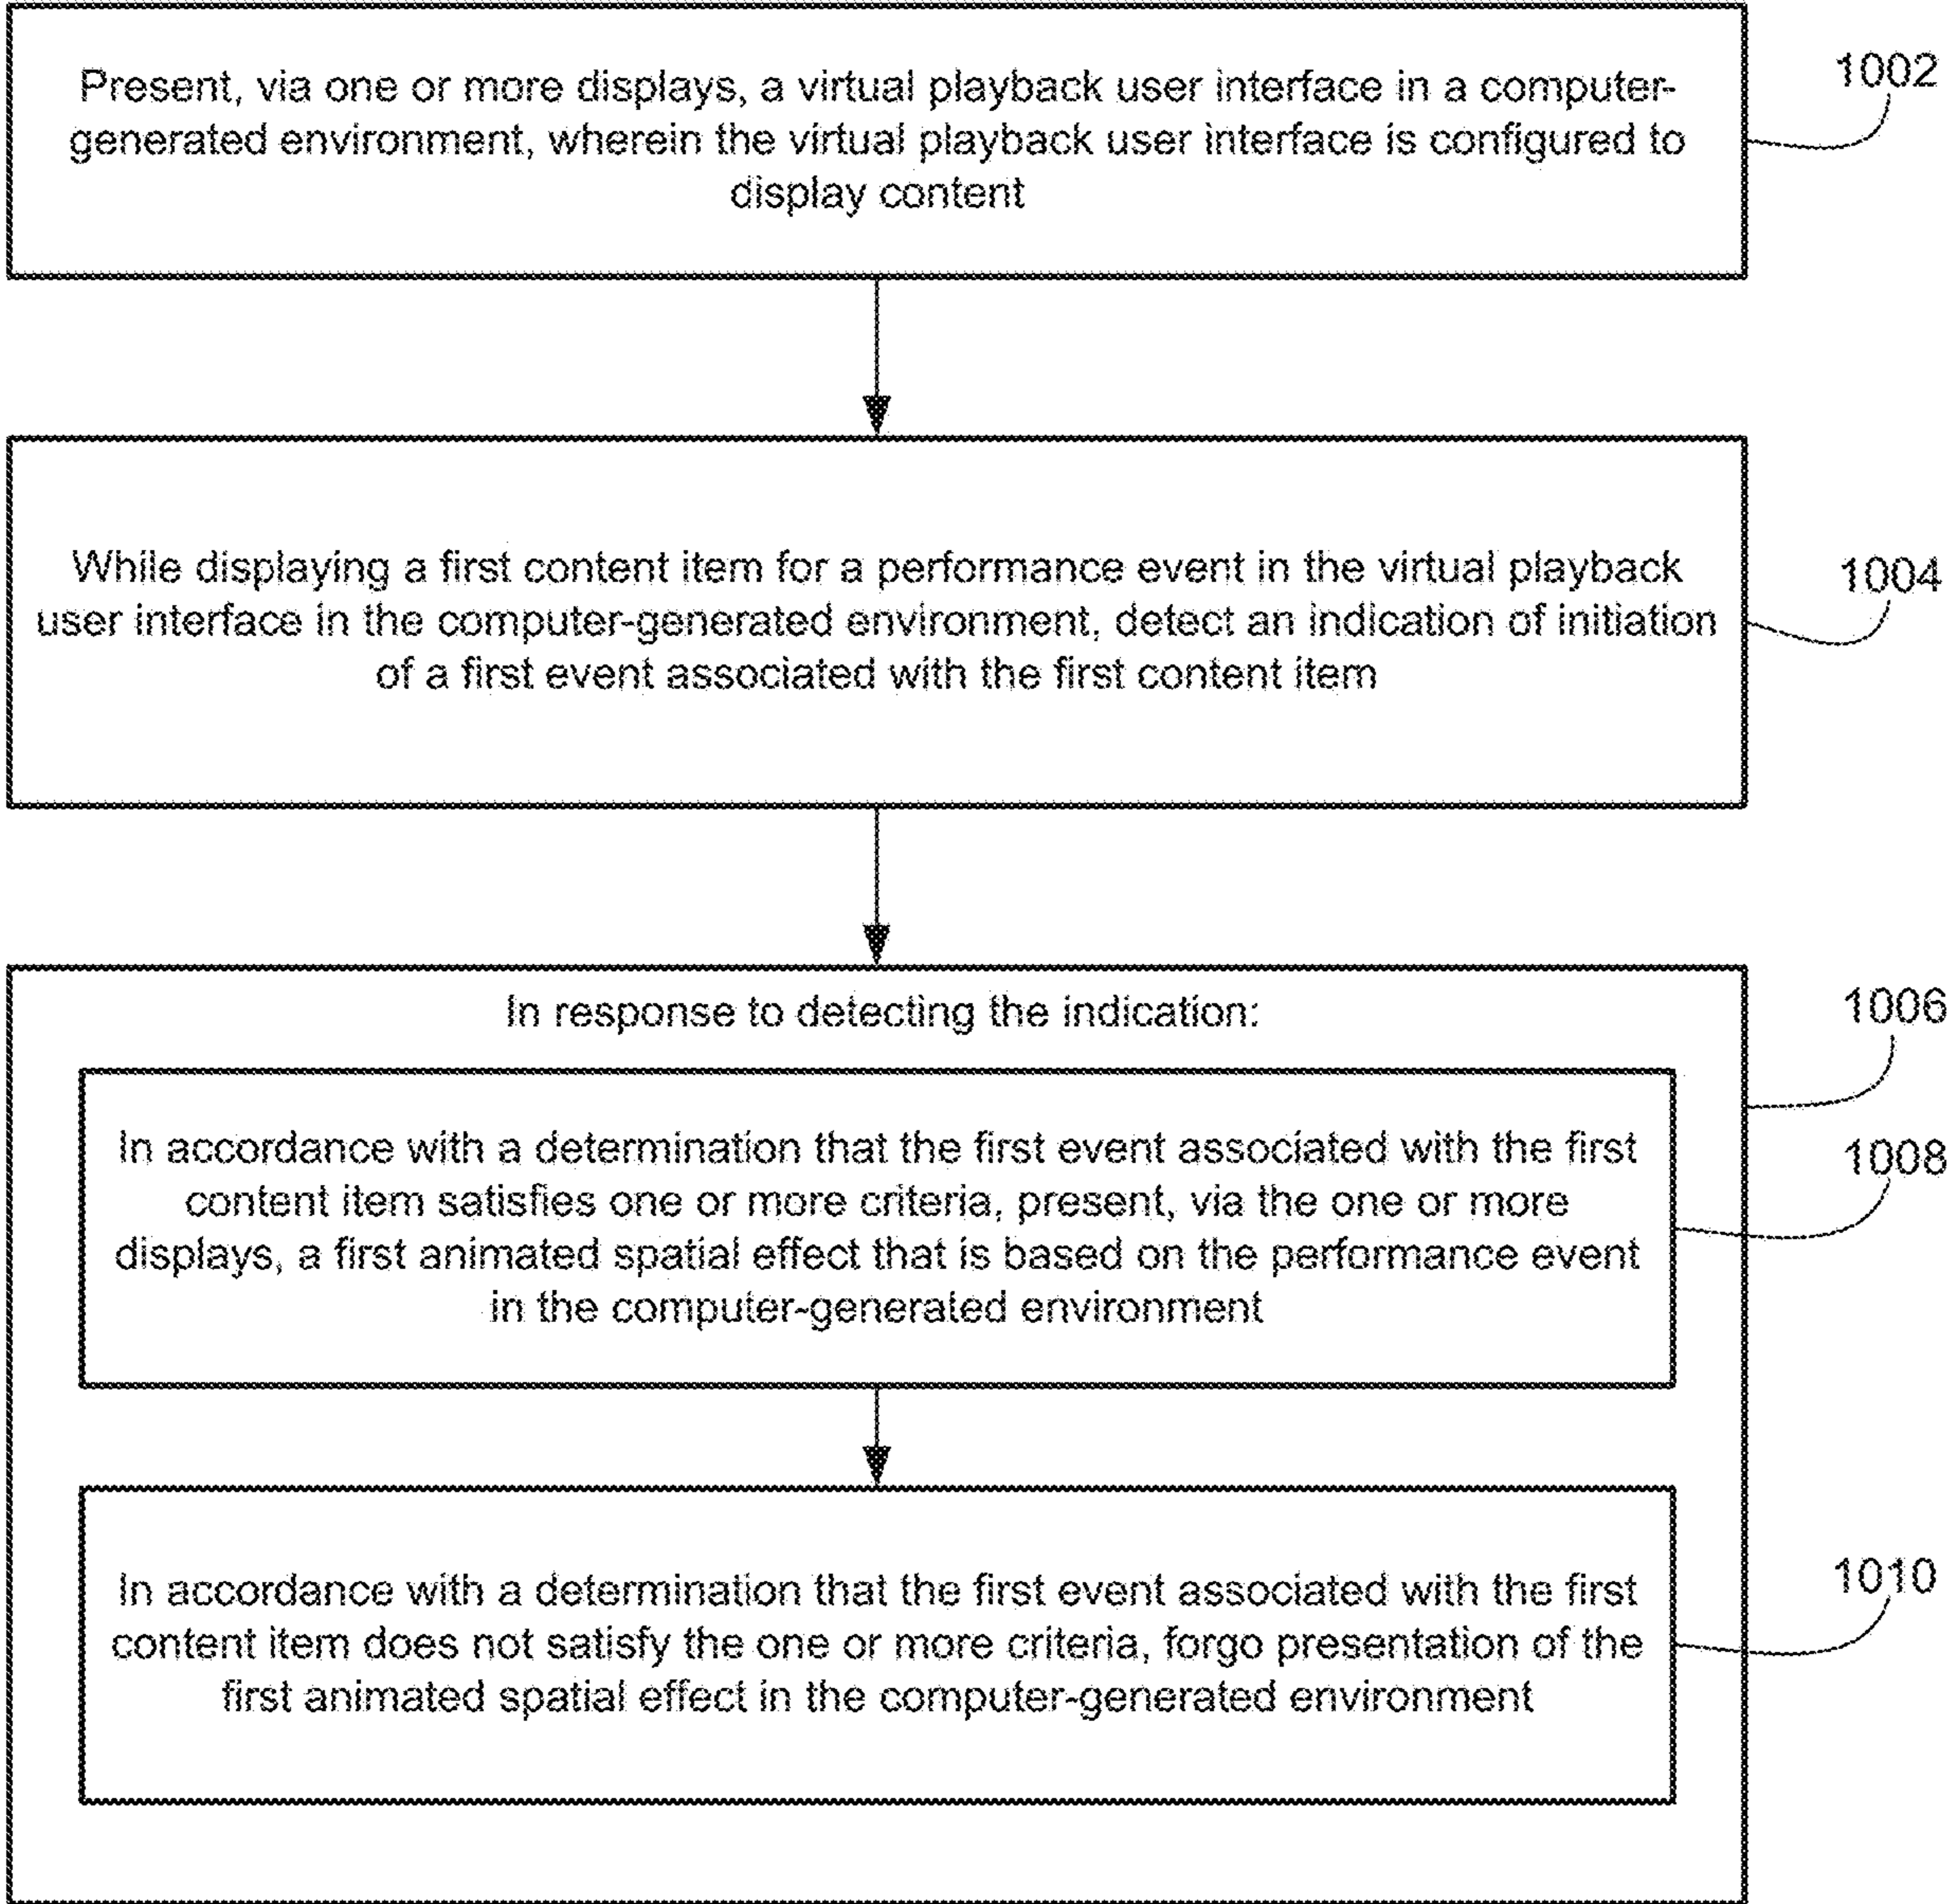 Present, via one or more displays, a virtual playback user interface in a computer-
generated environment, wherein the virtual playback user interface is configured to
display content
1002
While displaying a first content item for a performance event in the virtual playback
user interface in the computer-generated environment, detect an indication of initiation
of a first event associated with the first content item
1004
In response to detecting the indication:
1006
In accordance with a determination that the first event associated with the first
content item satisfies one or more criteria, present, via the one or more
displays, a first animated spatial effect that is based on the performance event
in the computer-generated environment
1008
In accordance with a determination that the first event associated with the first
content item does not satisfy the one or more criteria, forgo presentation of the
first animated spatial effect in the computer-generated environment
1010